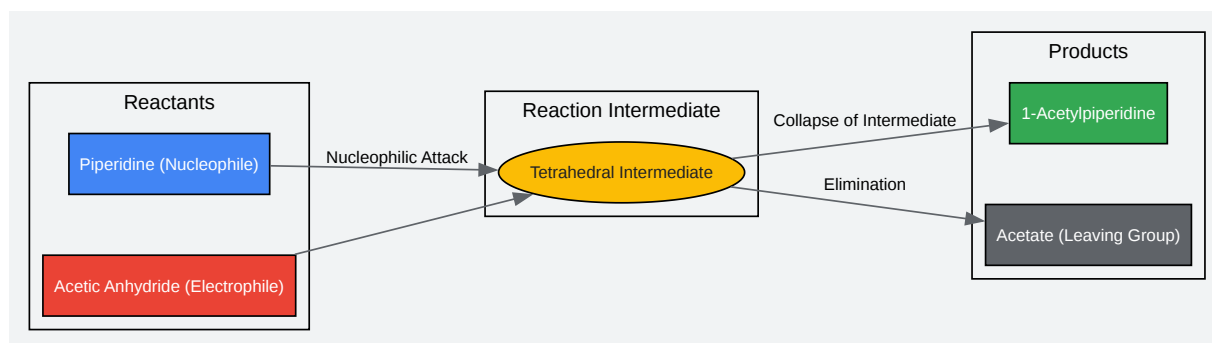 Reactants
Piperidine (Nucleophile)
Acetic Anhydride (Electrophile)
Nucleophilic Attack
Reaction Intermediate
Tetrahedral Intermediate
Collapse of Intermediate
Elimination
Products
1-Acetylpiperidine
Acetate (Leaving Group)